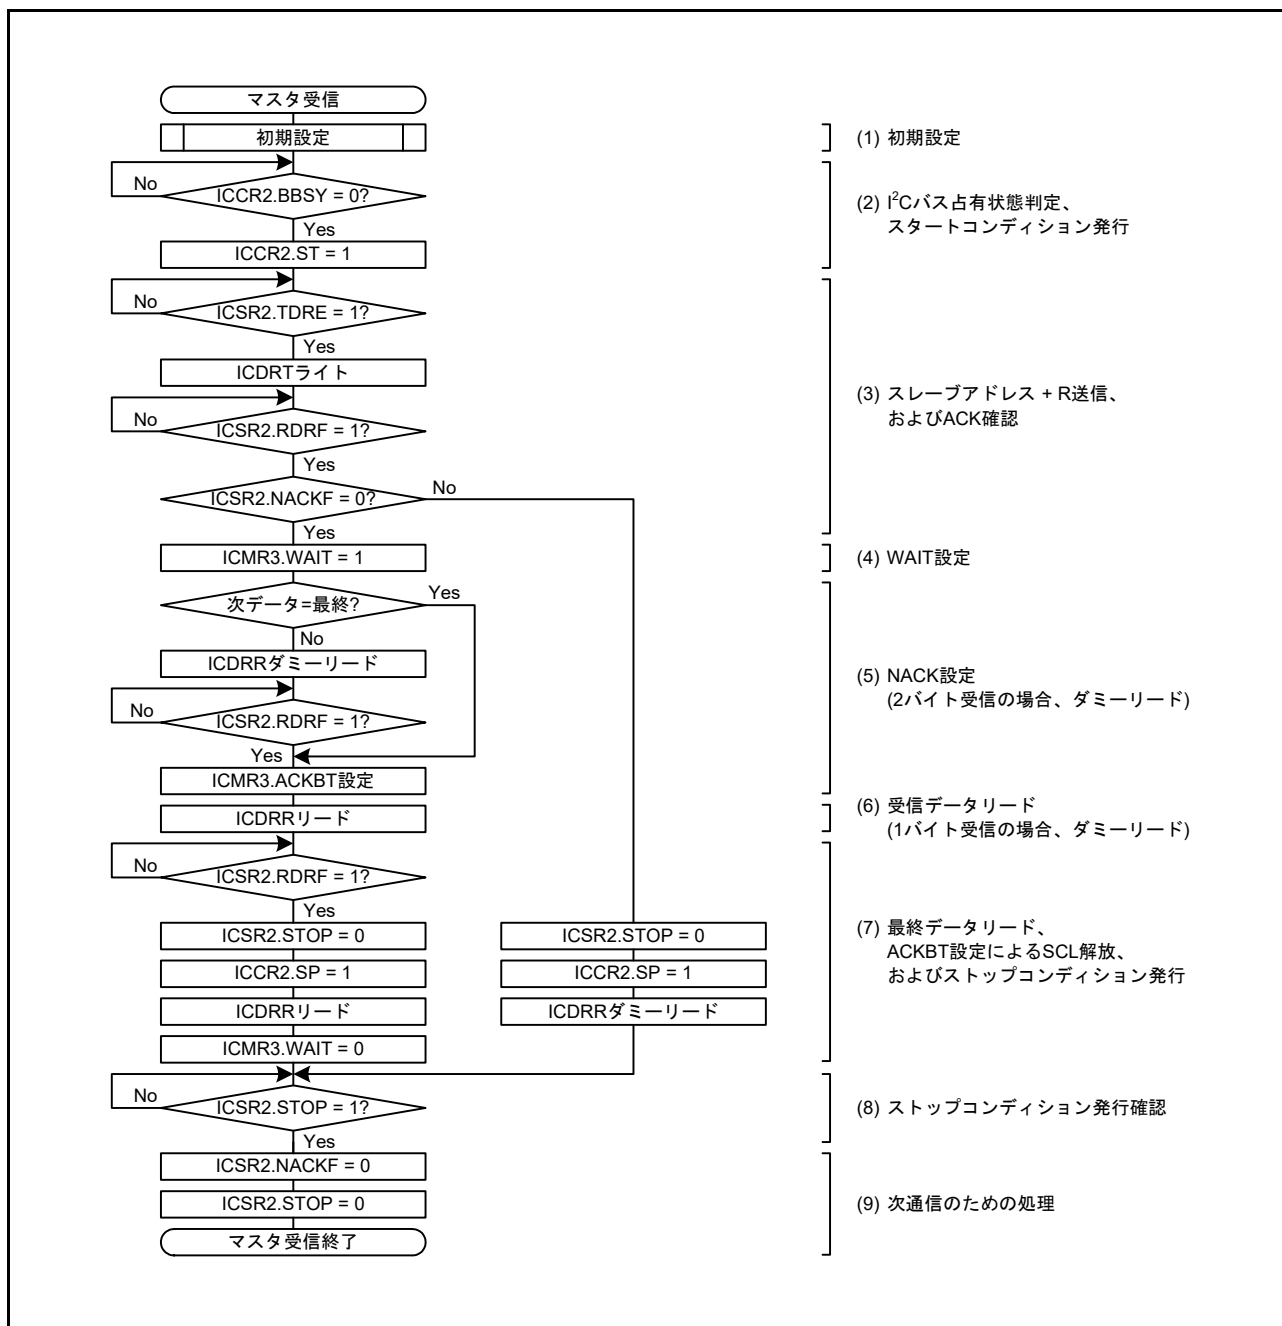 マスタ受信
初期設定
(1) 初期設定
No
ICCR2.BBSY = 0?
Yes
ICCR2.ST = 1
(2) I²Cバス占有状態判定、
スタートコンディション発行
No
ICSR2.TDRE = 1?
Yes
ICDRTライト
No
ICSR2.RDRF = 1?
Yes
ICSR2.NACKF = 0?
No
Yes
(3) スレーブアドレス + R送信、
およびACK確認
ICMR3.WAIT = 1
(4) WAIT設定
次データ=最終?
Yes
No
ICDRRダミーリード
No
ICSR2.RDRF = 1?
Yes
ICMR3.ACKBT設定
(5) NACK設定
(2バイト受信の場合、ダミーリード)
ICDRRリード
(6) 受信データリード
(1バイト受信の場合、ダミーリード)
No
ICSR2.RDRF = 1?
Yes
ICSR2.STOP = 0
ICCR2.SP = 1
ICDRRリード
ICMR3.WAIT = 0
ICSR2.STOP = 0
ICCR2.SP = 1
ICDRRダミーリード
(7) 最終データリード、
ACKBT設定によるSCL解放、
およびストップコンディション発行
No
ICSR2.STOP = 1?
Yes
(8) ストップコンディション発行確認
ICSR2.NACKF = 0
ICSR2.STOP = 0
(9) 次通信のための処理
マスタ受信終了